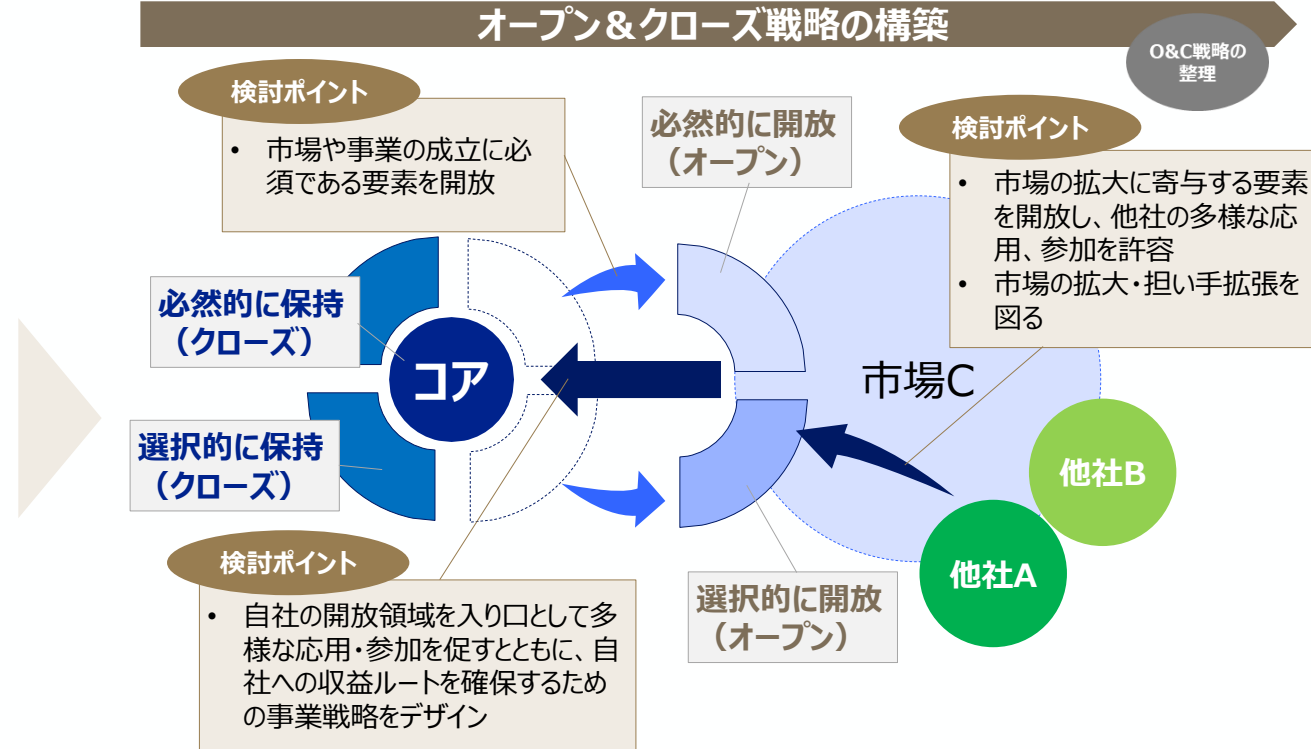 オープン&クローズ戦略の構築
O&C戦略の
整理
検討ポイント
• 市場や事業の成立に必
須である要素を開放
必然的に開放
(オープン)
検討ポイント
• 市場の拡大に寄与する要素
を開放し、他社の多様な応
用、参加を許容
• 市場の拡大・担い手拡張を
図る
必然的に保持
(クローズ)
コア
市場C
選択的に保持
(クローズ)
他社B
他社A
検討ポイント
• 自社の開放領域を入り口として多
様な応用・参加を促すとともに、自
社への収益ルートを確保するため
の事業戦略をデザイン
選択的に開放
(オープン)